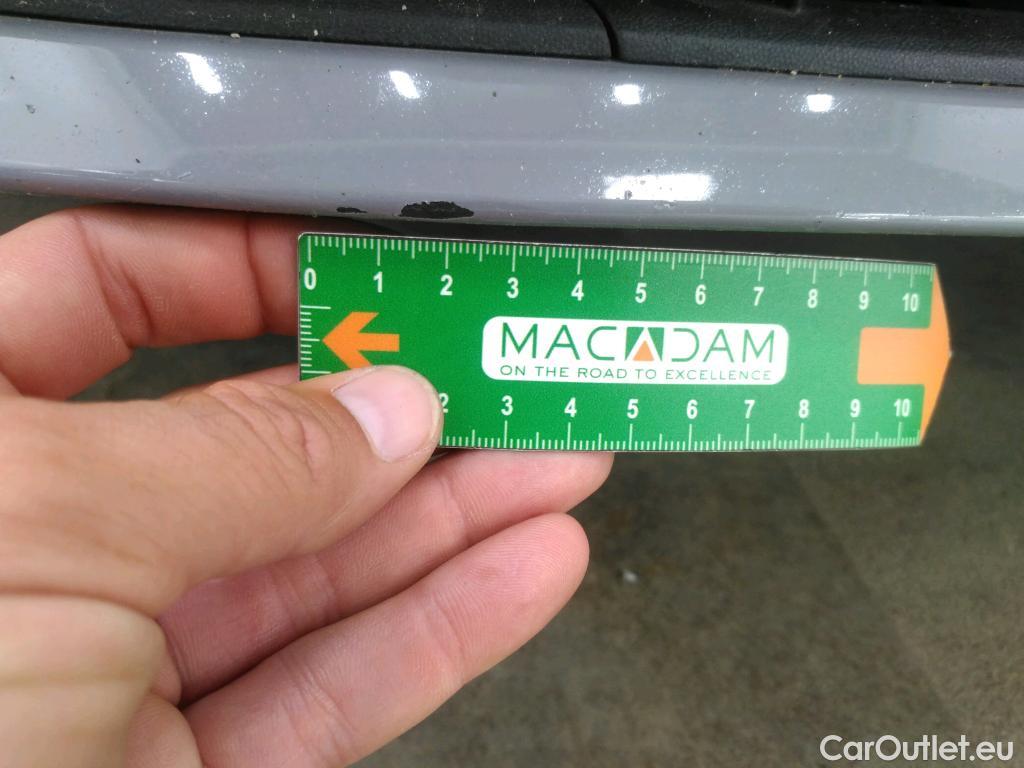 0 1 2 3 4 5 6 7 8 9 10
MACADAM
ON THE ROAD TO EXCELLENCE
2 3 4 5 6 7 8 9 10
CarOutlet.eu